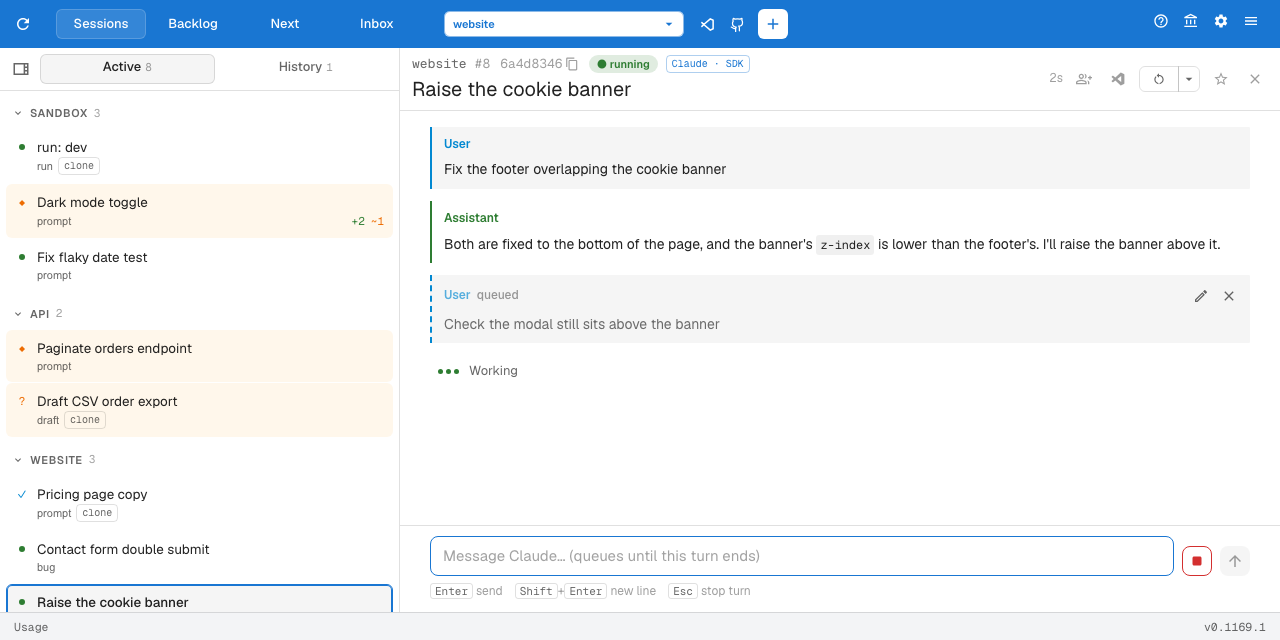 Sessions Backlog Next Inbox website
Active 8 History 1
SANDBOX 3
run: dev
run clone
Dark mode toggle
prompt +2 ~1
Fix flaky date test
prompt
API 2
Paginate orders endpoint
prompt
? Draft CSV order export
draft clone
WEBSITE 3
Pricing page copy
prompt clone
Contact form double submit
bug
Raise the cookie banner
website #8 6a4d8346 running Claude · SDK
Raise the cookie banner
2s
User
Fix the footer overlapping the cookie banner
Assistant
Both are fixed to the bottom of the page, and the banner's z-index is lower than the footer's. I'll raise the banner above it.
User queued
Check the modal still sits above the banner
Working
Message Claude… (queues until this turn ends)
Enter send Shift+Enter new line Esc stop turn
Usage v0.1169.1